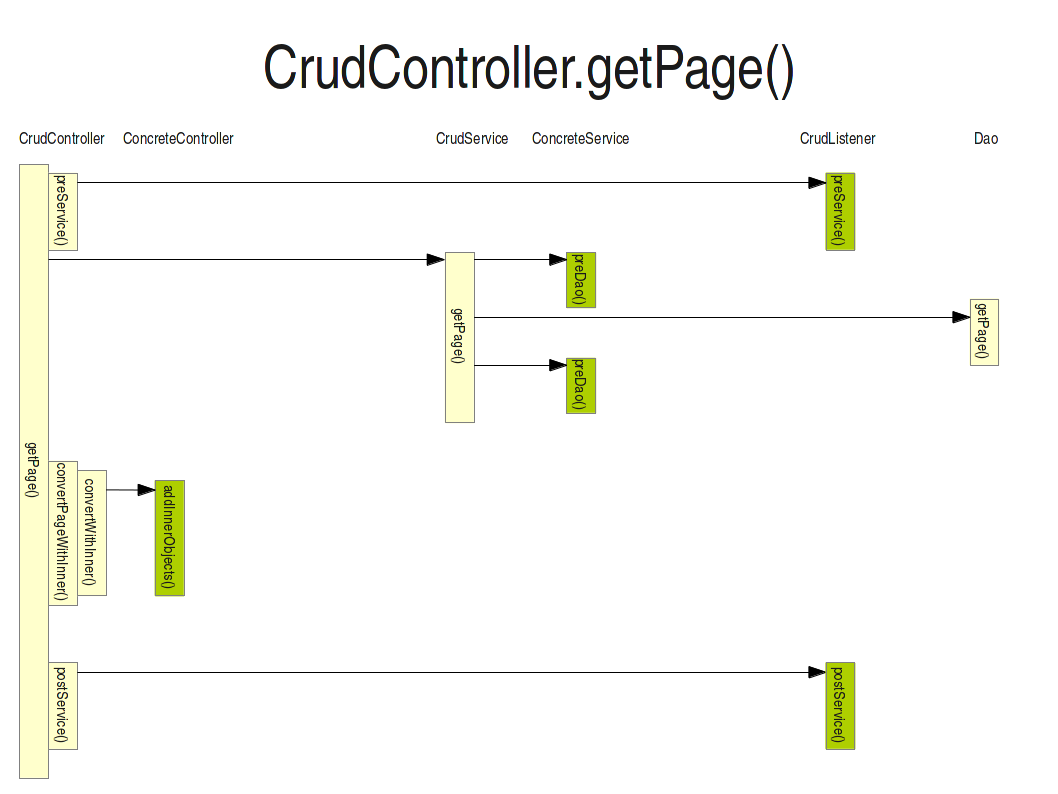 CrudController.getPage()
CrudController ConcreteController CrudService ConcreteService CrudListener Dao
preService()
preService()
preDao()
getPage()
getPage()
preDao()
getPage()
convertPageWithInner()
convertWithInner()
addInnerObjects()
postService()
postService()